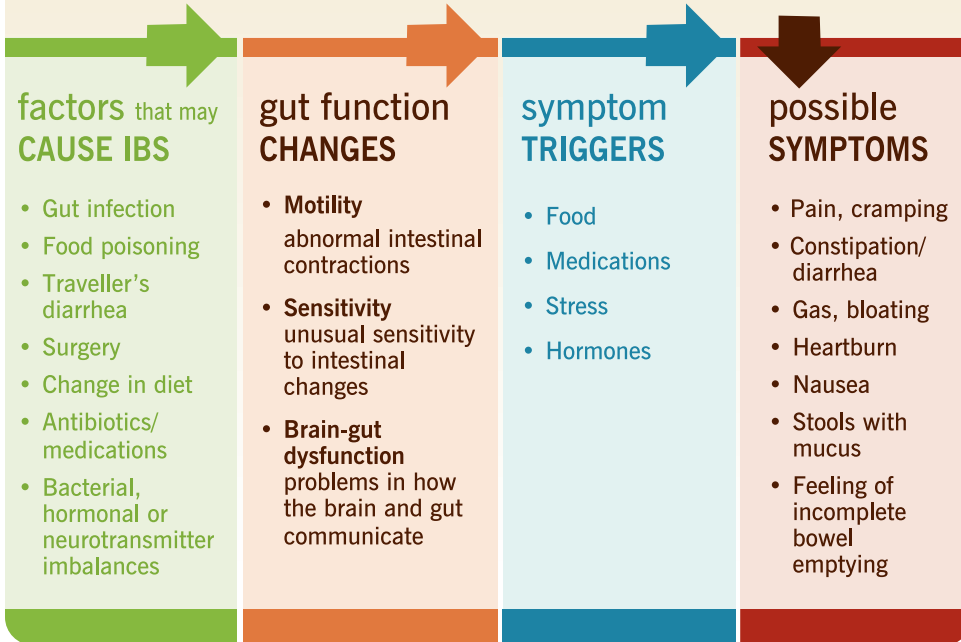 factors that may
CAUSE IBS
• Gut infection
• Food poisoning
• Traveller's
diarrhea
• Surgery
• Change in diet
• Antibiotics/
medications
• Bacterial,
hormonal or
neurotransmitter
imbalances
gut function
CHANGES
• Motility
abnormal intestinal
contractions
• Sensitivity
unusual sensitivity
to intestinal
changes
• Brain-gut
dysfunction
problems in how
the brain and gut
communicate
symptom
TRIGGERS
• Food
• Medications
• Stress
• Hormones
possible
SYMPTOMS
• Pain, cramping
• Constipation/
diarrhea
• Gas, bloating
• Heartburn
• Nausea
• Stools with
mucus
• Feeling of
incomplete
bowel
emptying